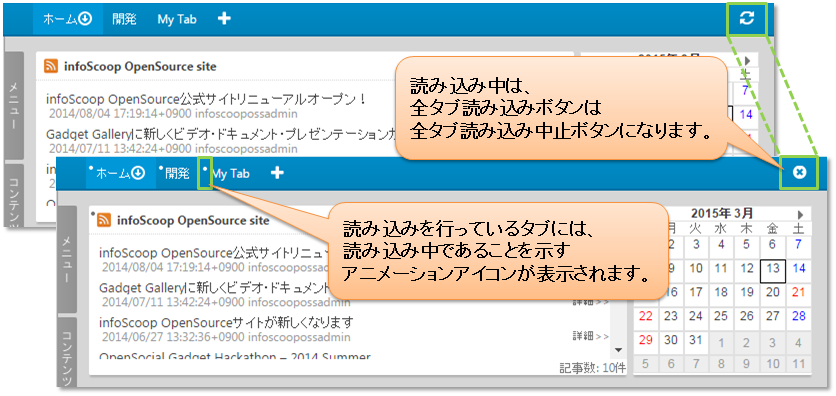 ホーム 開発 My Tab
メニュー
コンテンツ
infoScoop OpenSource site
infoScoop OpenSource公式サイトリニューアルオープン！
2014/08/04 17:19:14+0900 infoscoopossadmin
Gadget Galleryに新しくビデオ・ドキュメント・プレゼンテーション
2014/07/11 13:42:24+0900 infoscoopossadmin
土
7
14
21
読み込み中は、
全タブ読み込みボタンは
全タブ読み込み中止ボタンになります。
ホーム 開発 My Tab
メニュー
コンテンツ
infoScoop OpenSource site
infoScoop OpenSource公式サイトリニュー
2014/08/04 17:19:14+0900 infoscoopossadmin
Gadget Galleryに新しくビデオ・ドキュメント
2014/07/11 13:42:24+0900 infoscoopossadmin
詳細>>
infoScoop OpenSourceサイトが新しくなります
2014/06/27 13:32:36+0900 infoscoopossadmin
詳細>>
OpenSocial Gadget Hackathon – 2014 Summer
記事数: 10件
読み込みを行っているタブには、
読み込み中であることを示す
アニメーションアイコンが表示されます。
2015年 3月
月 火 水 木 金 土
2 3 4 5 6 7
9 10 11 12 13 14
16 17 18 19 20 21
22 23 24 25 26 27 28
29 30 31 1 2 3 4
5 6 7 8 9 10 11